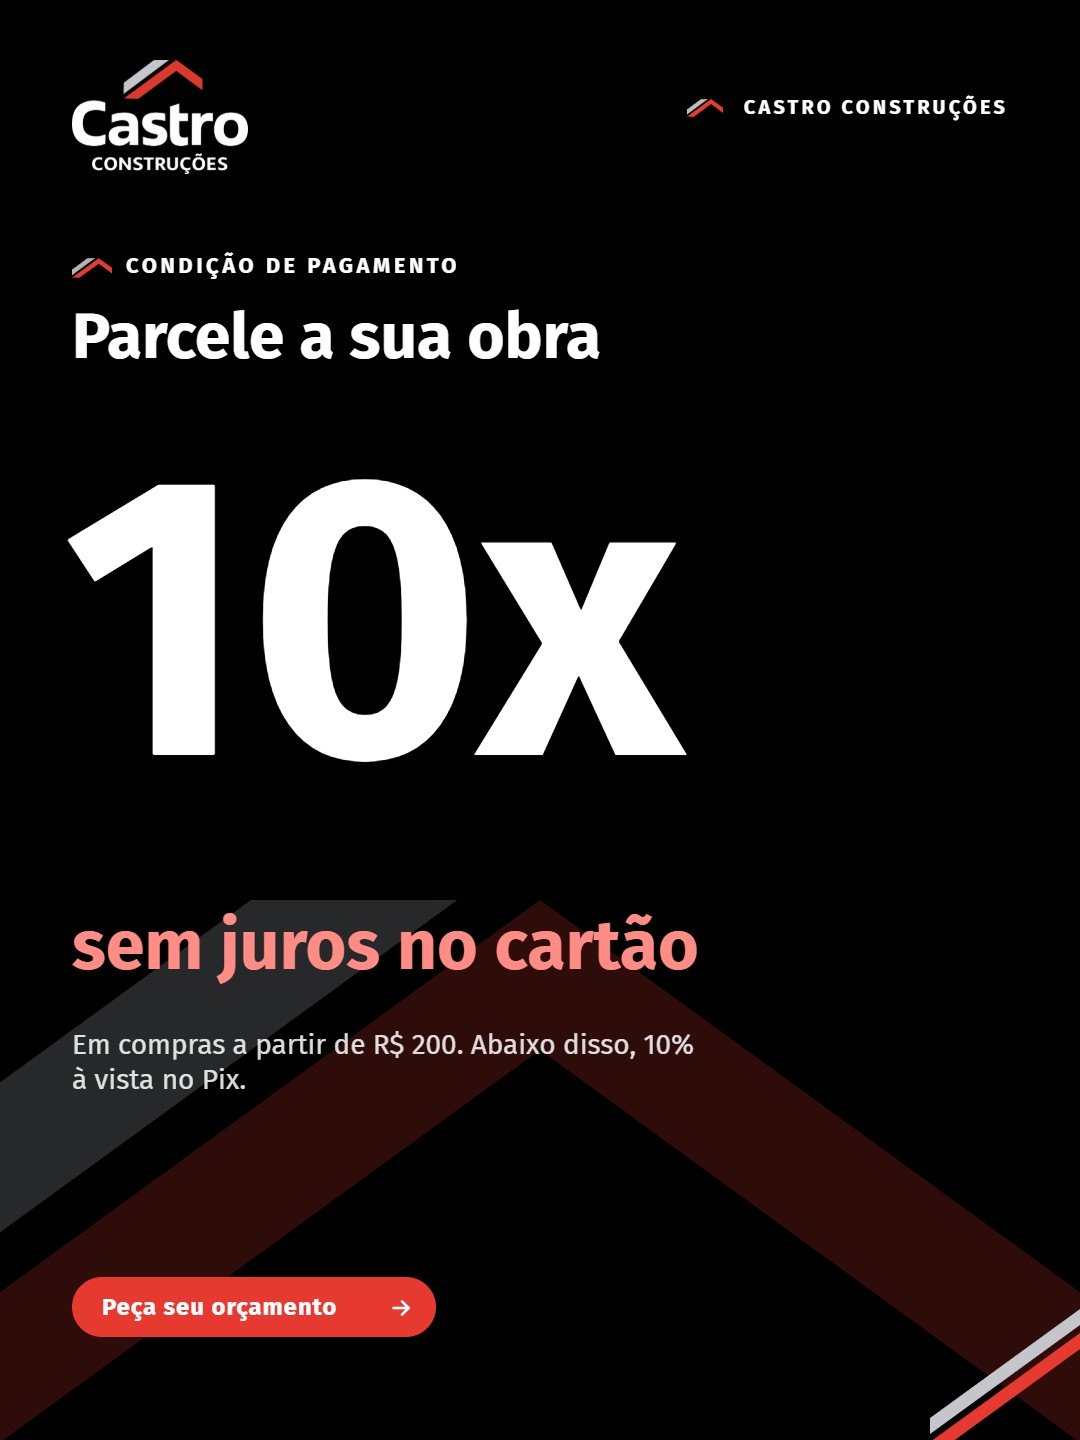 Castro
CONSTRUÇÕES
CASTRO CONSTRUÇÕES
CONDIÇÃO DE PAGAMENTO
Parcele a sua obra
10x
sem juros no cartão
Em compras a partir de R$ 200. Abaixo disso, 10%
à vista no Pix.
Peça seu orçamento →